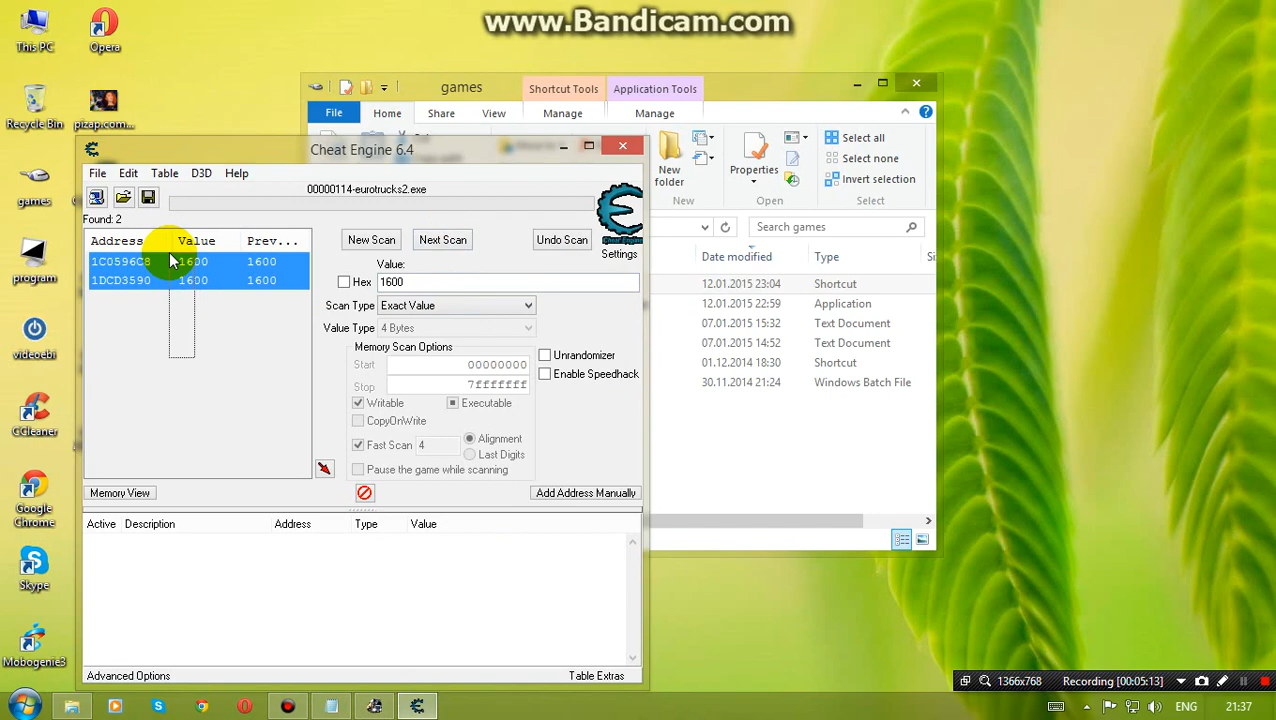 www.Bandicam.com
This PC
Opera
Recycle Bin
pizap.com...
games
program
videoebi
CCleaner
Google Chrome
Skype
Mobogenie3
games
Shortcut Tools
Application Tools
File
Home
Share
View
Manage
Manage
New folder
Properties
Select all
Select none
Invert selection
New
Open
Select
Search games
Date modified
Type
Si
12.01.2015 23:04
Shortcut
12.01.2015 22:59
Application
07.01.2015 15:32
Text Document
07.01.2015 14:52
Text Document
01.12.2014 18:30
Shortcut
30.11.2014 21:24
Windows Batch File
Cheat Engine 6.4
File Edit Table D3D Help
00000114-eurotrucks2.exe
Found: 2
Cheat Engine
Settings
Address Value Prev...
1C0596C8 1600 1600
1DCD3590 1600 1600
New Scan
Next Scan
Undo Scan
Value:
Hex
1600
Scan Type
Exact Value
Value Type
4 Bytes
Memory Scan Options
Start
00000000
Stop
7fffffff
Writable
Executable
CopyOnWrite
Fast Scan
4
Alignment
Last Digits
Pause the game while scanning
Unrandomizer
Enable Speedhack
Memory View
Add Address Manually
Active Description Address Type Value
Advanced Options
Table Extras
1366x768
Recording [00:05:13]
ENG
21:37